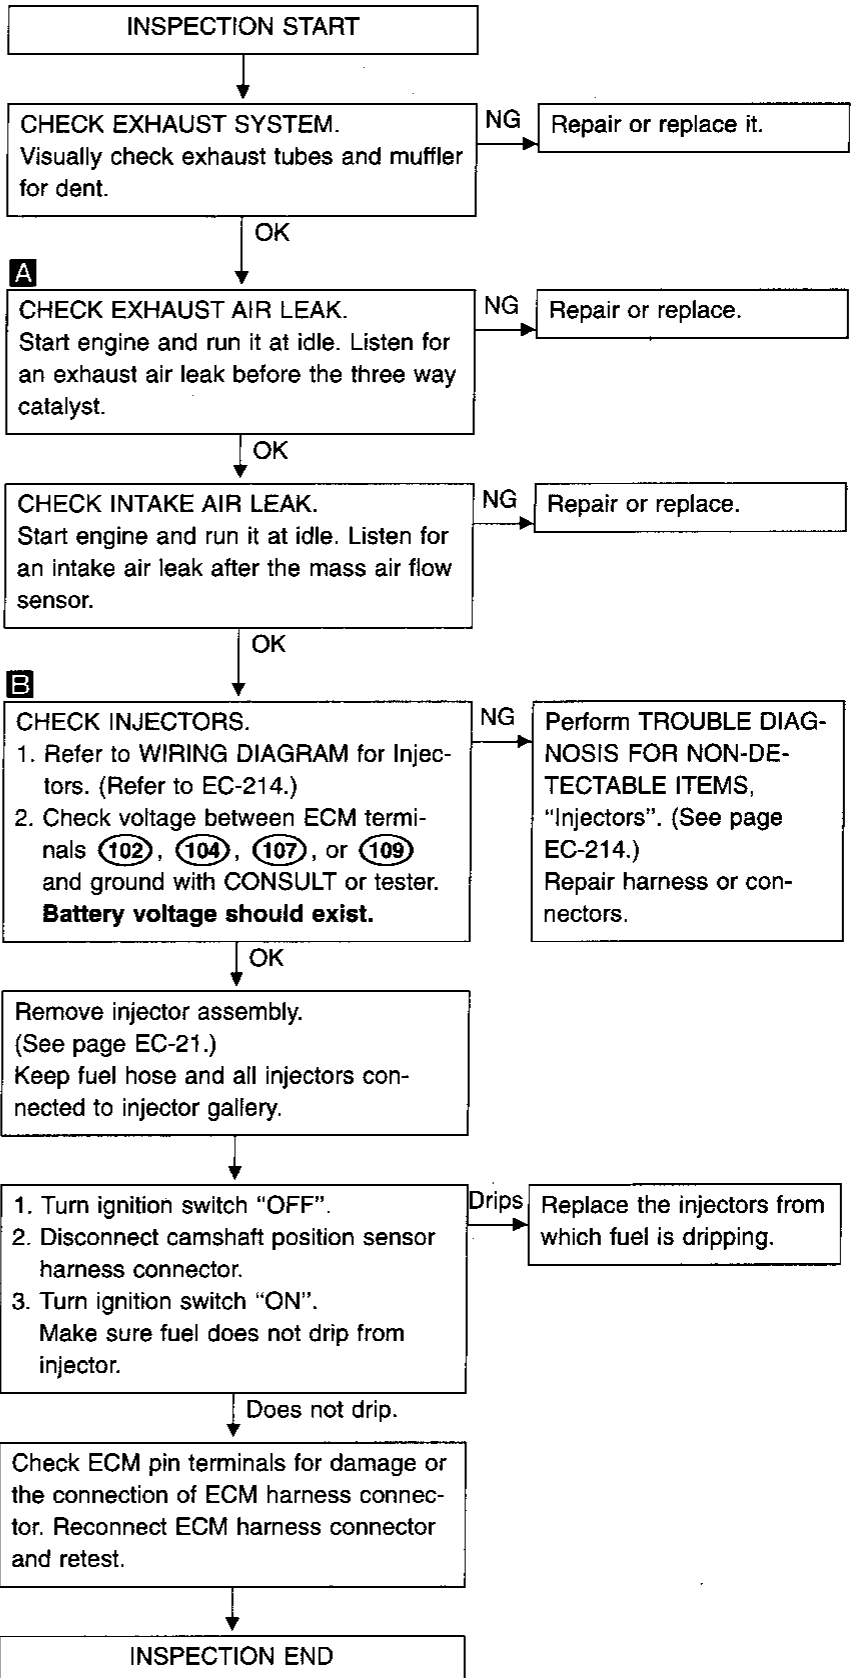 INSPECTION START
CHECK EXHAUST SYSTEM.
Visually check exhaust tubes and muffler
for dent.
NG
Repair or replace it.
OK
A
CHECK EXHAUST AIR LEAK.
Start engine and run it at idle. Listen for
an exhaust air leak before the three way
catalyst.
NG
Repair or replace.
OK
CHECK INTAKE AIR LEAK.
Start engine and run it at idle. Listen for
an intake air leak after the mass air flow
sensor.
NG
Repair or replace.
OK
B
CHECK INJECTORS.
1. Refer to WIRING DIAGRAM for Injec-
tors. (Refer to EC-214.)
2. Check voltage between ECM termi-
nals 102, 104, 107, or 109
and ground with CONSULT or tester.
Battery voltage should exist.
NG
Perform TROUBLE DIAG-
NOSIS FOR NON-DE-
TECTABLE ITEMS,
"Injectors". (See page
EC-214.)
Repair harness or con-
nectors.
OK
Remove injector assembly.
(See page EC-21.)
Keep fuel hose and all injectors con-
nected to injector gallery.
1. Turn ignition switch "OFF".
2. Disconnect camshaft position sensor
harness connector.
3. Turn ignition switch "ON".
Make sure fuel does not drip from
injector.
Drips
Replace the injectors from
which fuel is dripping.
Does not drip.
Check ECM pin terminals for damage or
the connection of ECM harness connec-
tor. Reconnect ECM harness connector
and retest.
INSPECTION END